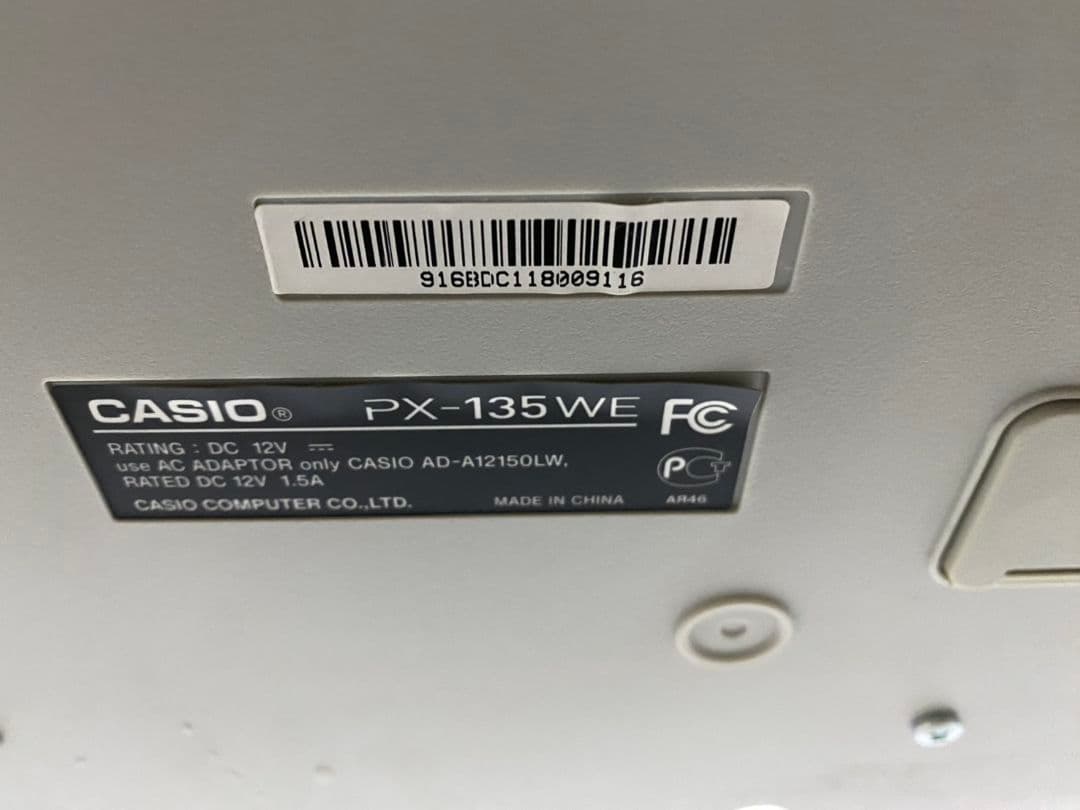 916BDC118009116
CASIO® PX-135WE FC
RATING : DC 12V ⎓
use AC ADAPTOR only CASIO AD-A12150LW,
RATED DC 12V 1.5A
PCT
CASIO COMPUTER CO.,LTD. MADE IN CHINA AR46